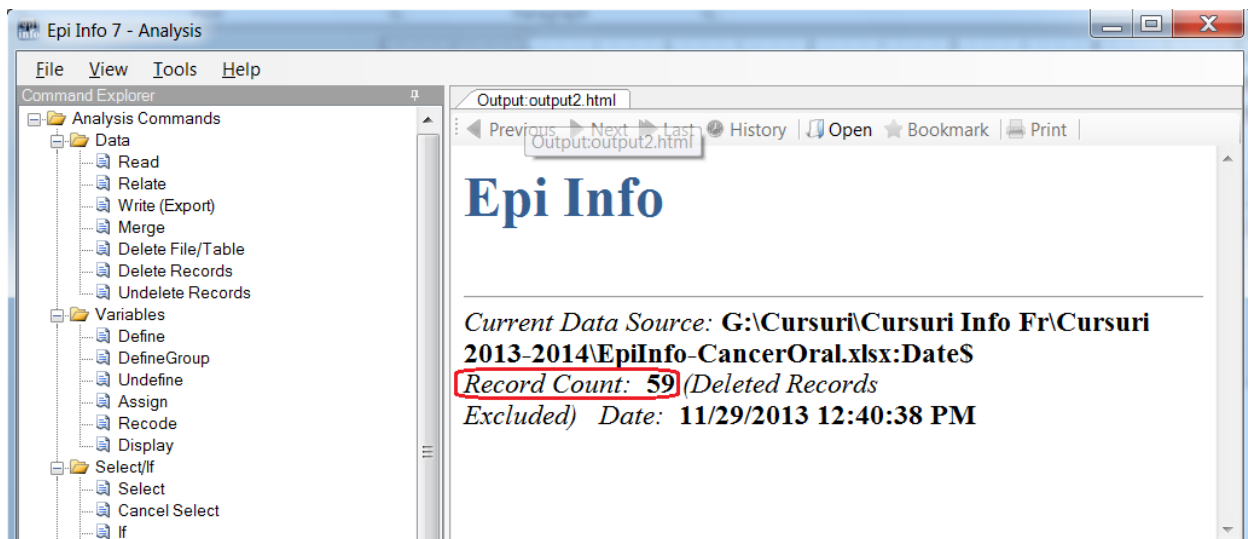 Epi Info 7 - Analysis
File View Tools Help
Command Explorer
Analysis Commands
Data
Read
Relate
Write (Export)
Merge
Delete File/Table
Delete Records
Undelete Records
Variables
Define
DefineGroup
Undefine
Assign
Recode
Display
Select/If
Select
Cancel Select
If
Output:output2.html
Previous Next Last History Open Bookmark Print
Output:output2.html
Epi Info
Current Data Source: G:\Cursuri\Cursuri Info Fr\Cursuri
2013-2014\EpiInfo-CancerOral.xlsx:Date$
Record Count: 59 (Deleted Records
Excluded) Date: 11/29/2013 12:40:38 PM